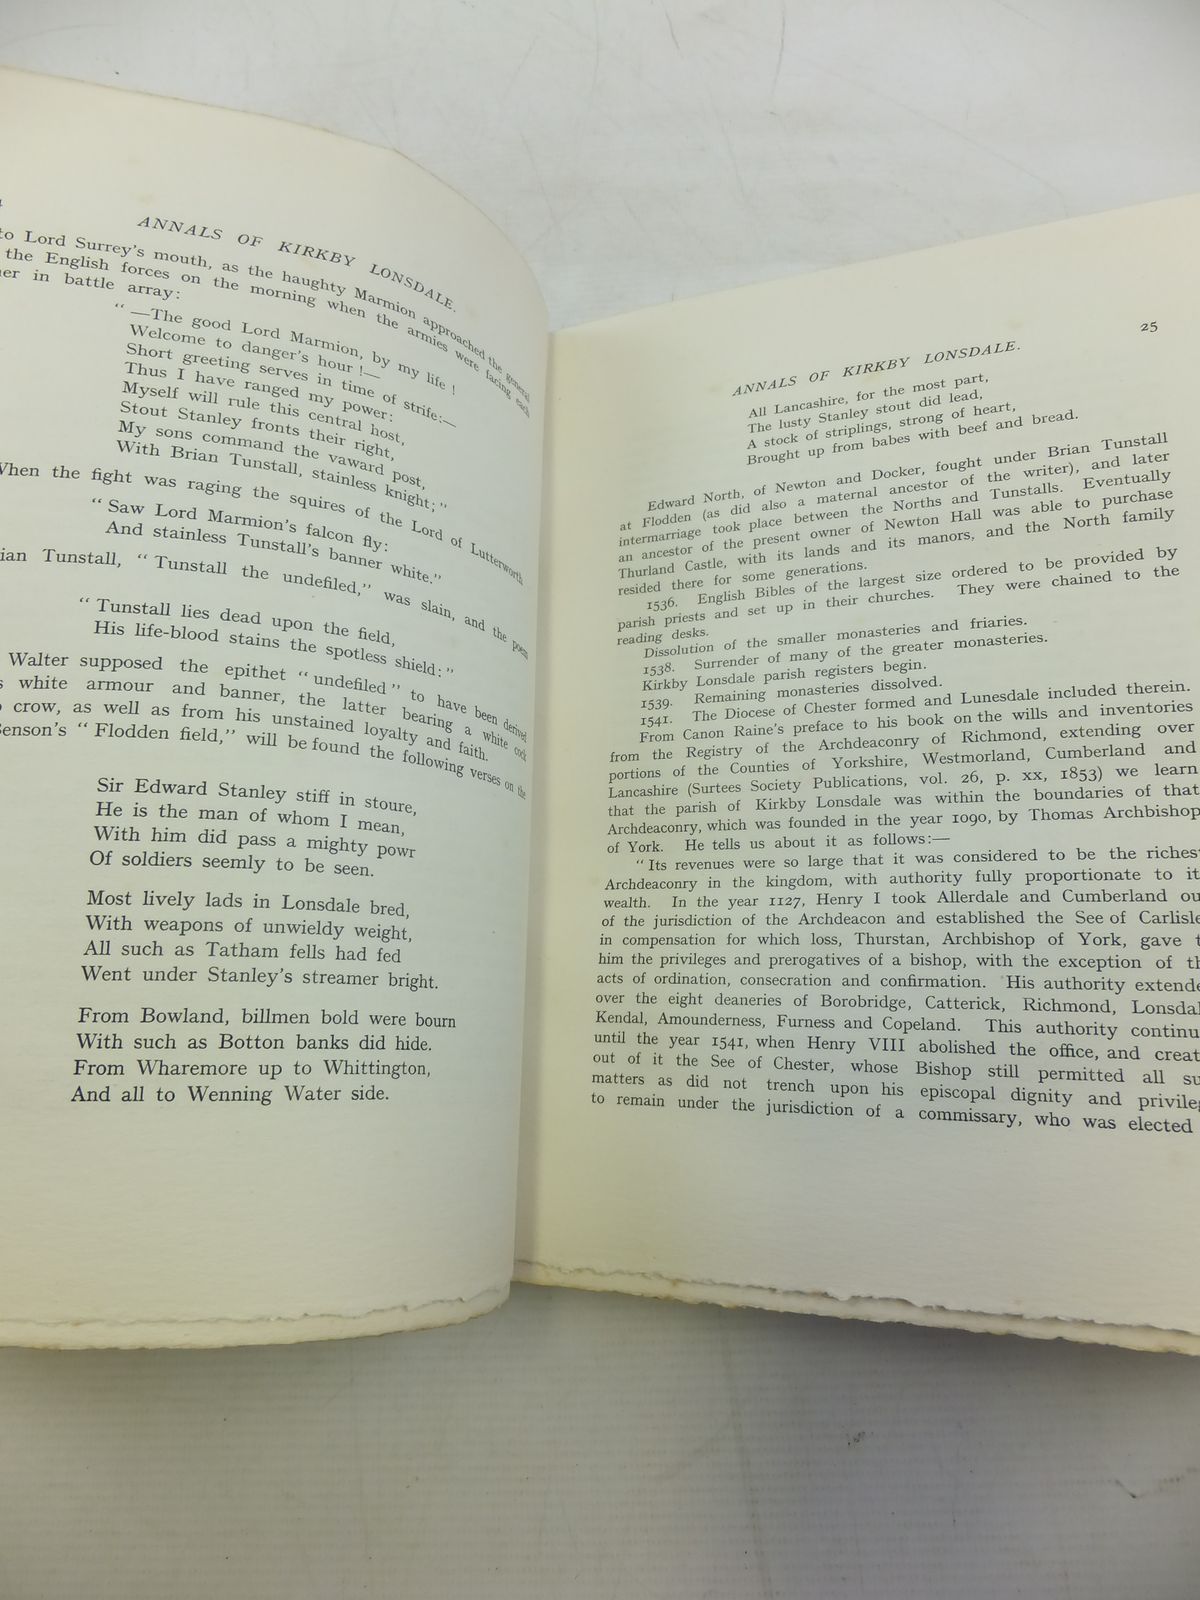 ANNALS OF KIRKBY LONSDALE.
to Lord Surrey's mouth, as the haughty Marmion approached the general
the English forces on the morning when the armies were facing each
in battle array:
" —The good Lord Marmion, by my life !
Welcome to danger's hour !—
Short greeting serves in time of strife:—
Thus I have ranged my power:
Myself will rule this central host,
Stout Stanley fronts their right,
My sons command the vaward post,
With Brian Tunstall, stainless knight; "
When the fight was raging the squires of the Lord of Lutterworth
" Saw Lord Marmion's falcon fly:
And stainless Tunstall's banner white."
ian Tunstall, " Tunstall the undefiled," was slain, and the poem
" Tunstall lies dead upon the field,
His life-blood stains the spotless shield: "
Walter supposed the epithet " undefiled " to have been derived
s white armour and banner, the latter bearing a white cock
crow, as well as from his unstained loyalty and faith.
Benson's " Flodden field," will be found the following verses on the
Sir Edward Stanley stiff in stoure,
He is the man of whom I mean,
With him did pass a mighty powr
Of soldiers seemly to be seen.
Most lively lads in Lonsdale bred,
With weapons of unwieldy weight,
All such as Tatham fells had fed
Went under Stanley's streamer bright.
From Bowland, billmen bold were bourn
With such as Botton banks did hide.
From Wharemore up to Whittington,
And all to Wenning Water side.
25
ANNALS OF KIRKBY LONSDALE.
All Lancashire, for the most part,
The lusty Stanley stout did lead,
A stock of striplings, strong of heart,
Brought up from babes with beef and bread.
Edward North, of Newton and Docker, fought under Brian Tunstall
at Flodden (as did also a maternal ancestor of the writer), and later
intermarriage took place between the Norths and Tunstalls. Eventually
an ancestor of the present owner of Newton Hall was able to purchase
Thurland Castle, with its lands and its manors, and the North family
resided there for some generations.
1536. English Bibles of the largest size ordered to be provided by
parish priests and set up in their churches. They were chained to the
reading desks.
Dissolution of the smaller monasteries and friaries.
1538. Surrender of many of the greater monasteries.
Kirkby Lonsdale parish registers begin.
1539. Remaining monasteries dissolved.
1541. The Diocese of Chester formed and Lunesdale included therein.
From Canon Raine's preface to his book on the wills and inventories
from the Registry of the Archdeaconry of Richmond, extending over
portions of the Counties of Yorkshire, Westmorland, Cumberland and
Lancashire (Surtees Society Publications, vol. 26, p. xx, 1853) we learn
that the parish of Kirkby Lonsdale was within the boundaries of that
Archdeaconry, which was founded in the year 1090, by Thomas Archbishop
of York. He tells us about it as follows:—
" Its revenues were so large that it was considered to be the riches
Archdeaconry in the kingdom, with authority fully proportionate to it
wealth. In the year 1127, Henry I took Allerdale and Cumberland ou
of the jurisdiction of the Archdeacon and established the See of Carlisle
in compensation for which loss, Thurstan, Archbishop of York, gave t
him the privileges and prerogatives of a bishop, with the exception of th
acts of ordination, consecration and confirmation. His authority extende
over the eight deaneries of Borobridge, Catterick, Richmond, Lonsdal
Kendal, Amounderness, Furness and Copeland. This authority continu
until the year 1541, when Henry VIII abolished the office, and creat
out of it the See of Chester, whose Bishop still permitted all su
matters as did not trench upon his episcopal dignity and privileg
to remain under the jurisdiction of a commissary, who was elected